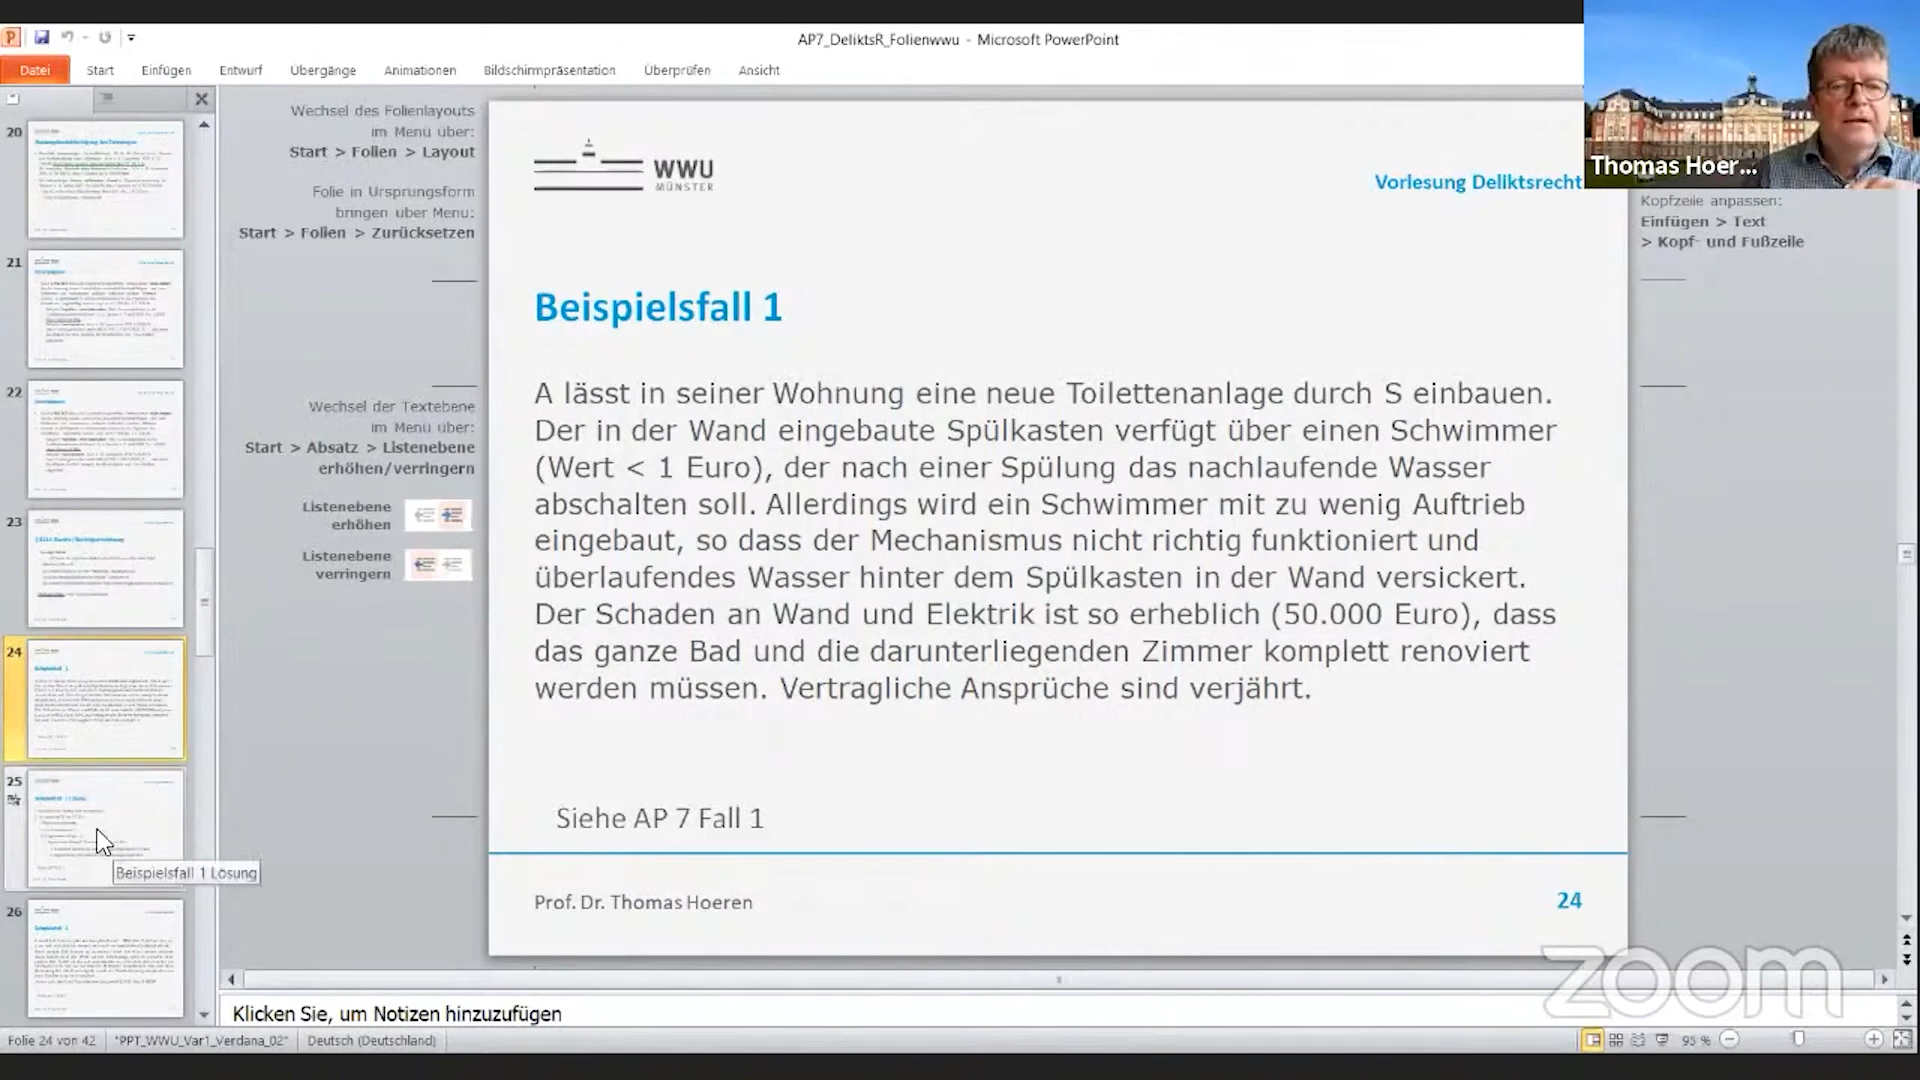 AP7_DeliktsR_Folienwwu - Microsoft PowerPoint
Datei Start Einfügen Entwurf Übergänge Animationen Bildschirmpräsentation Überprüfen Ansicht
Thomas Hoer...
Wechsel des Folienlayouts
im Menü über:
Start > Folien > Layout
Folie in Ursprungsform
bringen über Menu:
Start > Folien > Zurücksetzen
Wechsel der Textebene
im Menü über:
Start > Absatz > Listenebene
erhöhen/verringern
Listenebene
erhöhen
Listenebene
verringern
WWU
MÜNSTER
Vorlesung Deliktsrecht
Beispielsfall 1
A lässt in seiner Wohnung eine neue Toilettenanlage durch S einbauen.
Der in der Wand eingebaute Spülkasten verfügt über einen Schwimmer
(Wert < 1 Euro), der nach einer Spülung das nachlaufende Wasser
abschalten soll. Allerdings wird ein Schwimmer mit zu wenig Auftrieb
eingebaut, so dass der Mechanismus nicht richtig funktioniert und
überlaufendes Wasser hinter dem Spülkasten in der Wand versickert.
Der Schaden an Wand und Elektrik ist so erheblich (50.000 Euro), dass
das ganze Bad und die darunterliegenden Zimmer komplett renoviert
werden müssen. Vertragliche Ansprüche sind verjährt.
Siehe AP 7 Fall 1
Prof. Dr. Thomas Hoeren
24
Kopfzeile anpassen:
Einfügen > Text
> Kopf- und Fußzeile
20
21
22
23
24
25
Beispielsfall 1 Lösung
26
zoom
Klicken Sie, um Notizen hinzuzufügen
Folie 24 von 42 "PPT_WWU_Var1_Verdana_02" Deutsch (Deutschland) 95 %